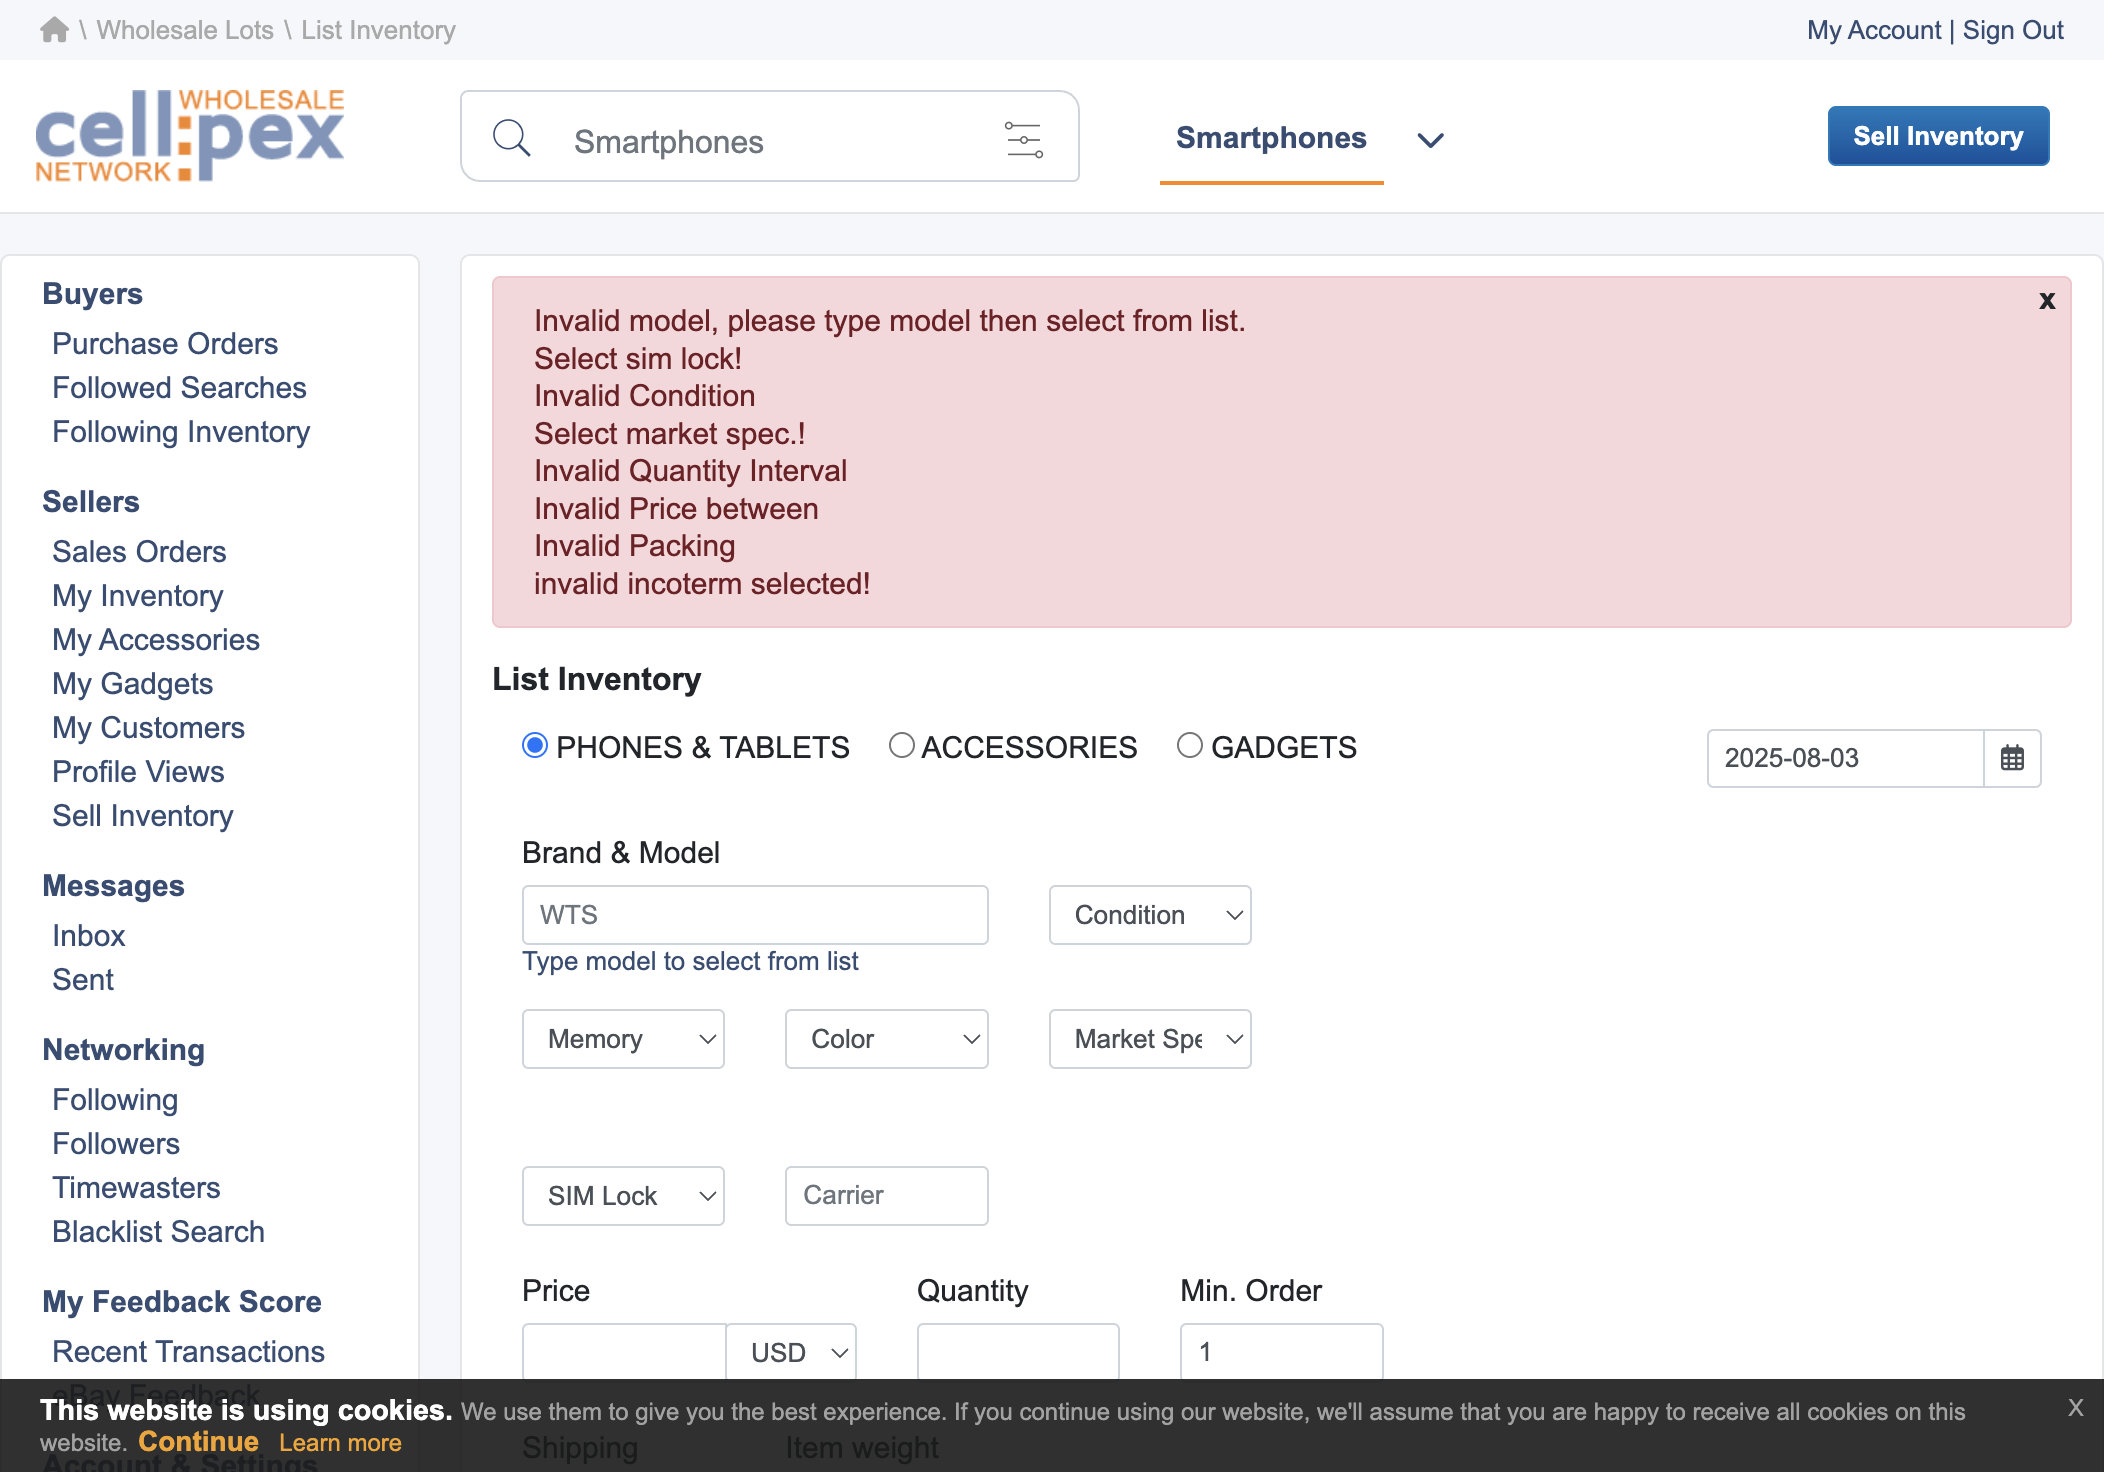 \ Wholesale Lots \ List Inventory
My Account | Sign Out
WHOLESALE
cell:pex
NETWORK
Smartphones
Smartphones
Sell Inventory
Buyers
Purchase Orders
Followed Searches
Following Inventory
Sellers
Sales Orders
My Inventory
My Accessories
My Gadgets
My Customers
Profile Views
Sell Inventory
Messages
Inbox
Sent
Networking
Following
Followers
Timewasters
Blacklist Search
My Feedback Score
Recent Transactions
eBay Feedback
Account & Settings
x
Invalid model, please type model then select from list.
Select sim lock!
Invalid Condition
Select market spec.!
Invalid Quantity Interval
Invalid Price between
Invalid Packing
invalid incoterm selected!
List Inventory
PHONES & TABLETS ACCESSORIES GADGETS
2025-08-03
Brand & Model
WTS
Condition
Type model to select from list
Memory
Color
Market Spe
SIM Lock
Carrier
Price Quantity Min. Order
USD
1
Shipping Item weight
This website is using cookies. We use them to give you the best experience. If you continue using our website, we'll assume that you are happy to receive all cookies on this
website. Continue Learn more
X